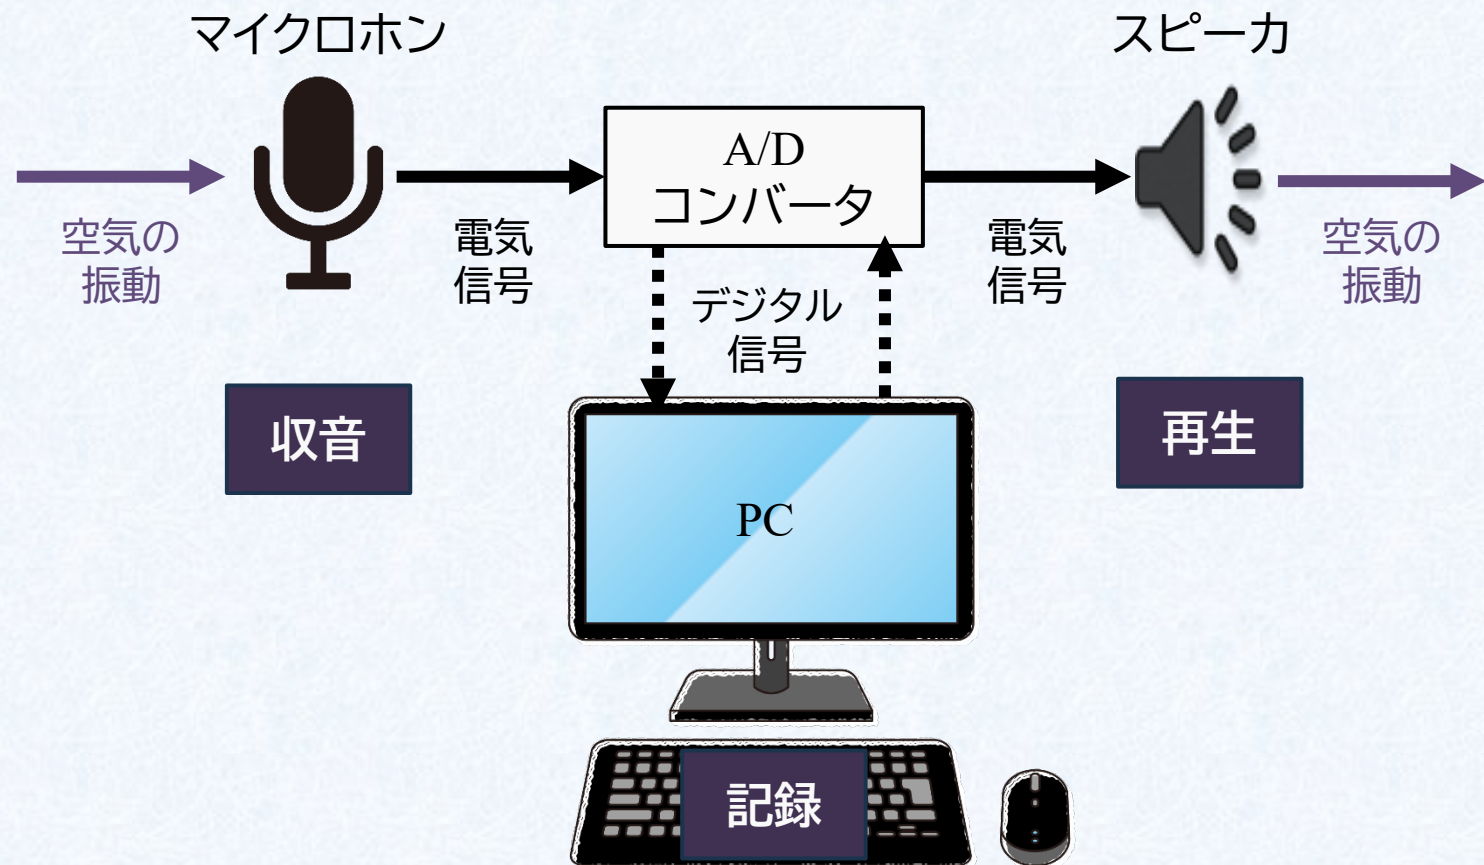 マイクロホン
スピーカ
A/D
コンバータ
空気の
振動
電気
信号
デジタル
信号
電気
信号
空気の
振動
収音
再生
PC
記録